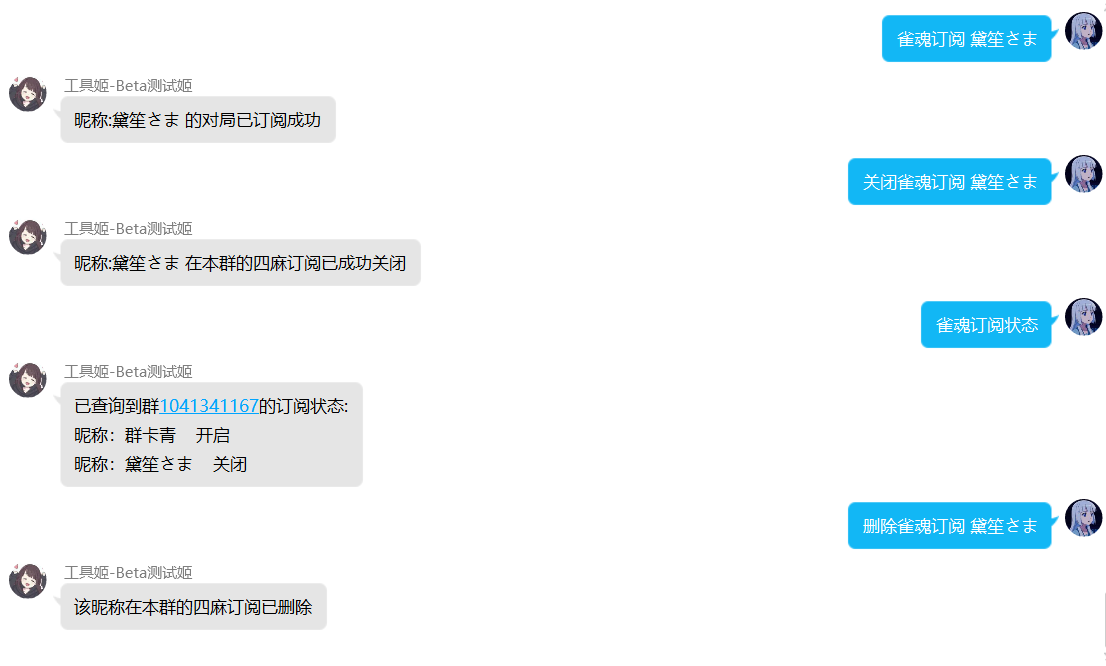 雀魂订阅 黛笙さま
工具姬-Beta测试姬
昵称:黛笙さま 的对局已订阅成功
关闭雀魂订阅 黛笙さま
工具姬-Beta测试姬
昵称:黛笙さま 在本群的四麻订阅已成功关闭
雀魂订阅状态
工具姬-Beta测试姬
已查询到群1041341167的订阅状态:
昵称：群卡青 开启
昵称：黛笙さま 关闭
删除雀魂订阅 黛笙さま
工具姬-Beta测试姬
该昵称在本群的四麻订阅已删除